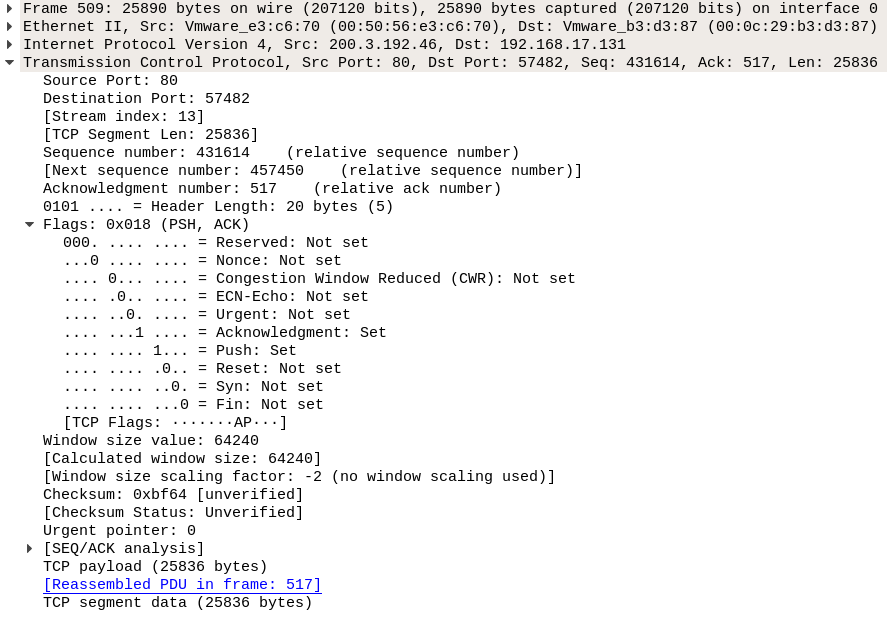 Frame 509: 25890 bytes on wire (207120 bits), 25890 bytes captured (207120 bits) on interface 0
Ethernet II, Src: Vmware_e3:c6:70 (00:50:56:e3:c6:70), Dst: Vmware_b3:d3:87 (00:0c:29:b3:d3:87)
Internet Protocol Version 4, Src: 200.3.192.46, Dst: 192.168.17.131
Transmission Control Protocol, Src Port: 80, Dst Port: 57482, Seq: 431614, Ack: 517, Len: 25836
Source Port: 80
Destination Port: 57482
[Stream index: 13]
[TCP Segment Len: 25836]
Sequence number: 431614    (relative sequence number)
[Next sequence number: 457450    (relative sequence number)]
Acknowledgment number: 517    (relative ack number)
0101 .... = Header Length: 20 bytes (5)
Flags: 0x018 (PSH, ACK)
000. .... .... = Reserved: Not set
...0 .... .... = Nonce: Not set
.... 0... .... = Congestion Window Reduced (CWR): Not set
.... .0.. .... = ECN-Echo: Not set
.... ..0. .... = Urgent: Not set
.... ...1 .... = Acknowledgment: Set
.... .... 1... = Push: Set
.... .... .0.. = Reset: Not set
.... .... ..0. = Syn: Not set
.... .... ...0 = Fin: Not set
[TCP Flags: ·······AP···]
Window size value: 64240
[Calculated window size: 64240]
[Window size scaling factor: -2 (no window scaling used)]
Checksum: 0xbf64 [unverified]
[Checksum Status: Unverified]
Urgent pointer: 0
[SEQ/ACK analysis]
TCP payload (25836 bytes)
[Reassembled PDU in frame: 517]
TCP segment data (25836 bytes)